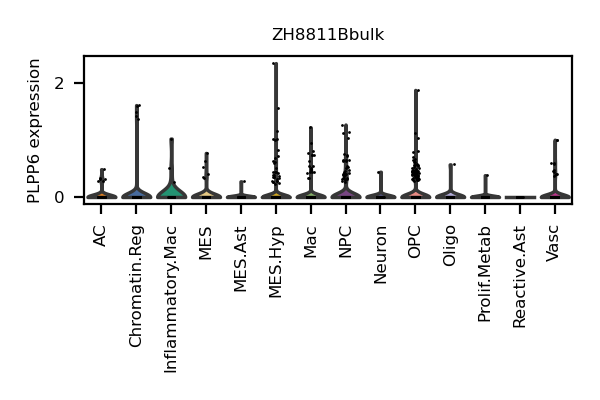 ZH8811Bbulk
PLPP6 expression
2
0
AC
Chromatin.Reg
Inflammatory.Mac
MES
MES.Ast
MES.Hyp
Mac
NPC
Neuron
OPC
Oligo
Prolif.Metab
Reactive.Ast
Vasc